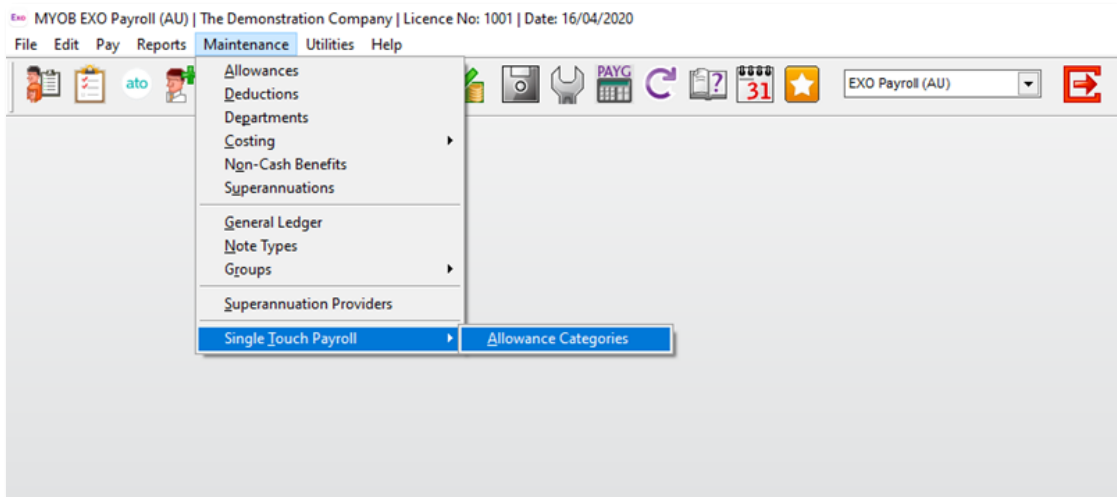 Exo MYOB EXO Payroll (AU) | The Demonstration Company | Licence No: 1001 | Date: 16/04/2020
File Edit Pay Reports Maintenance Utilities Help
ato PAYG 31 EXO Payroll (AU)
Allowances
Deductions
Departments
Costing
Non-Cash Benefits
Superannuations
General Ledger
Note Types
Groups
Superannuation Providers
Single Touch Payroll Allowance Categories